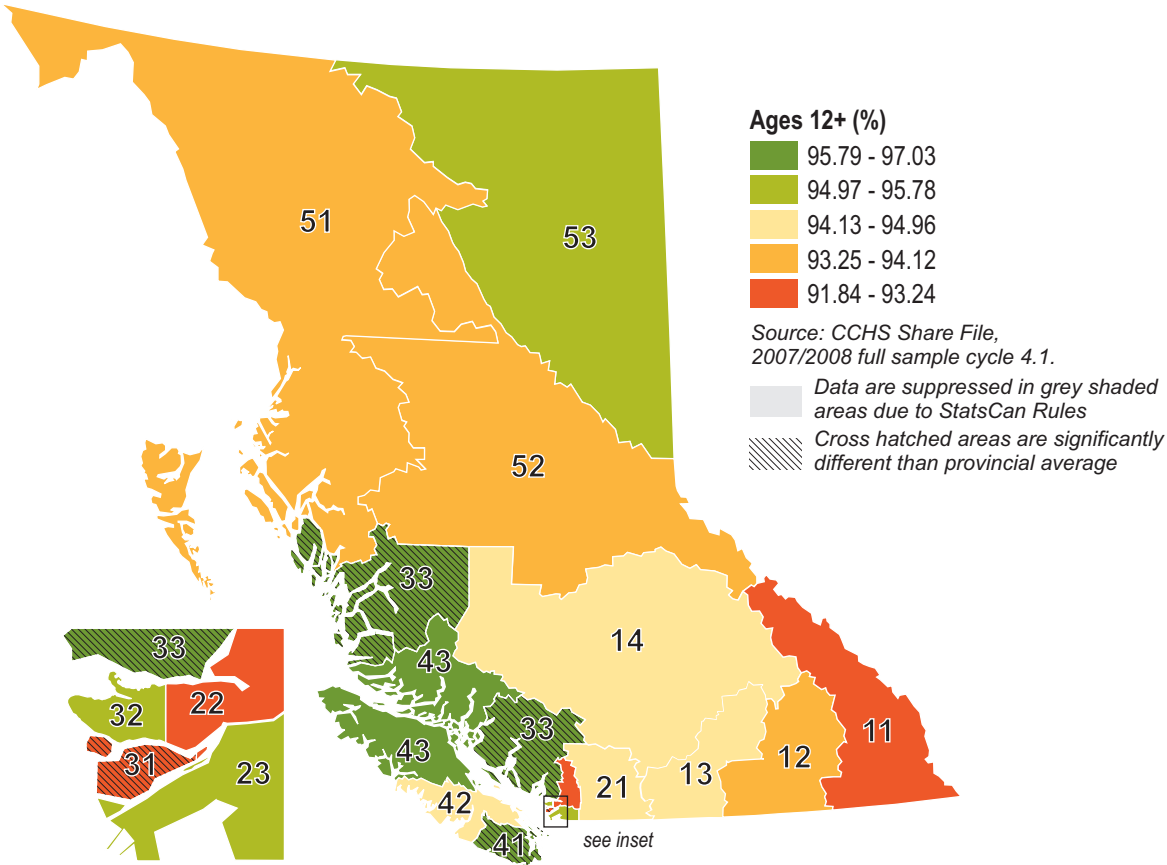 Ages 12+ (%)
95.79 - 97.03
94.97 - 95.78
94.13 - 94.96
93.25 - 94.12
91.84 - 93.24
Source: CCHS Share File,
2007/2008 full sample cycle 4.1.
Data are suppressed in grey shaded
areas due to StatsCan Rules
Cross hatched areas are significantly
different than provincial average
51
53
52
33
14
43
33
43
11
12
13
21
42
41
see inset
33
32
22
31
23